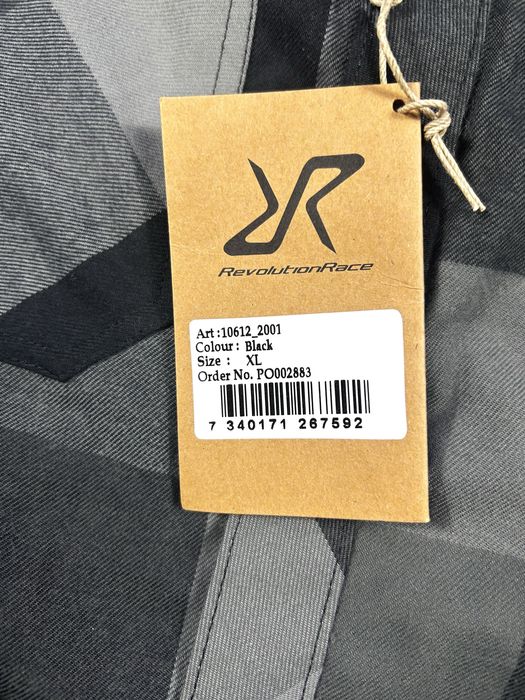 RevolutionRace
Art :10612_2001
Colour : Black
Size : XL
Order No. PO002883
7 340171 267592